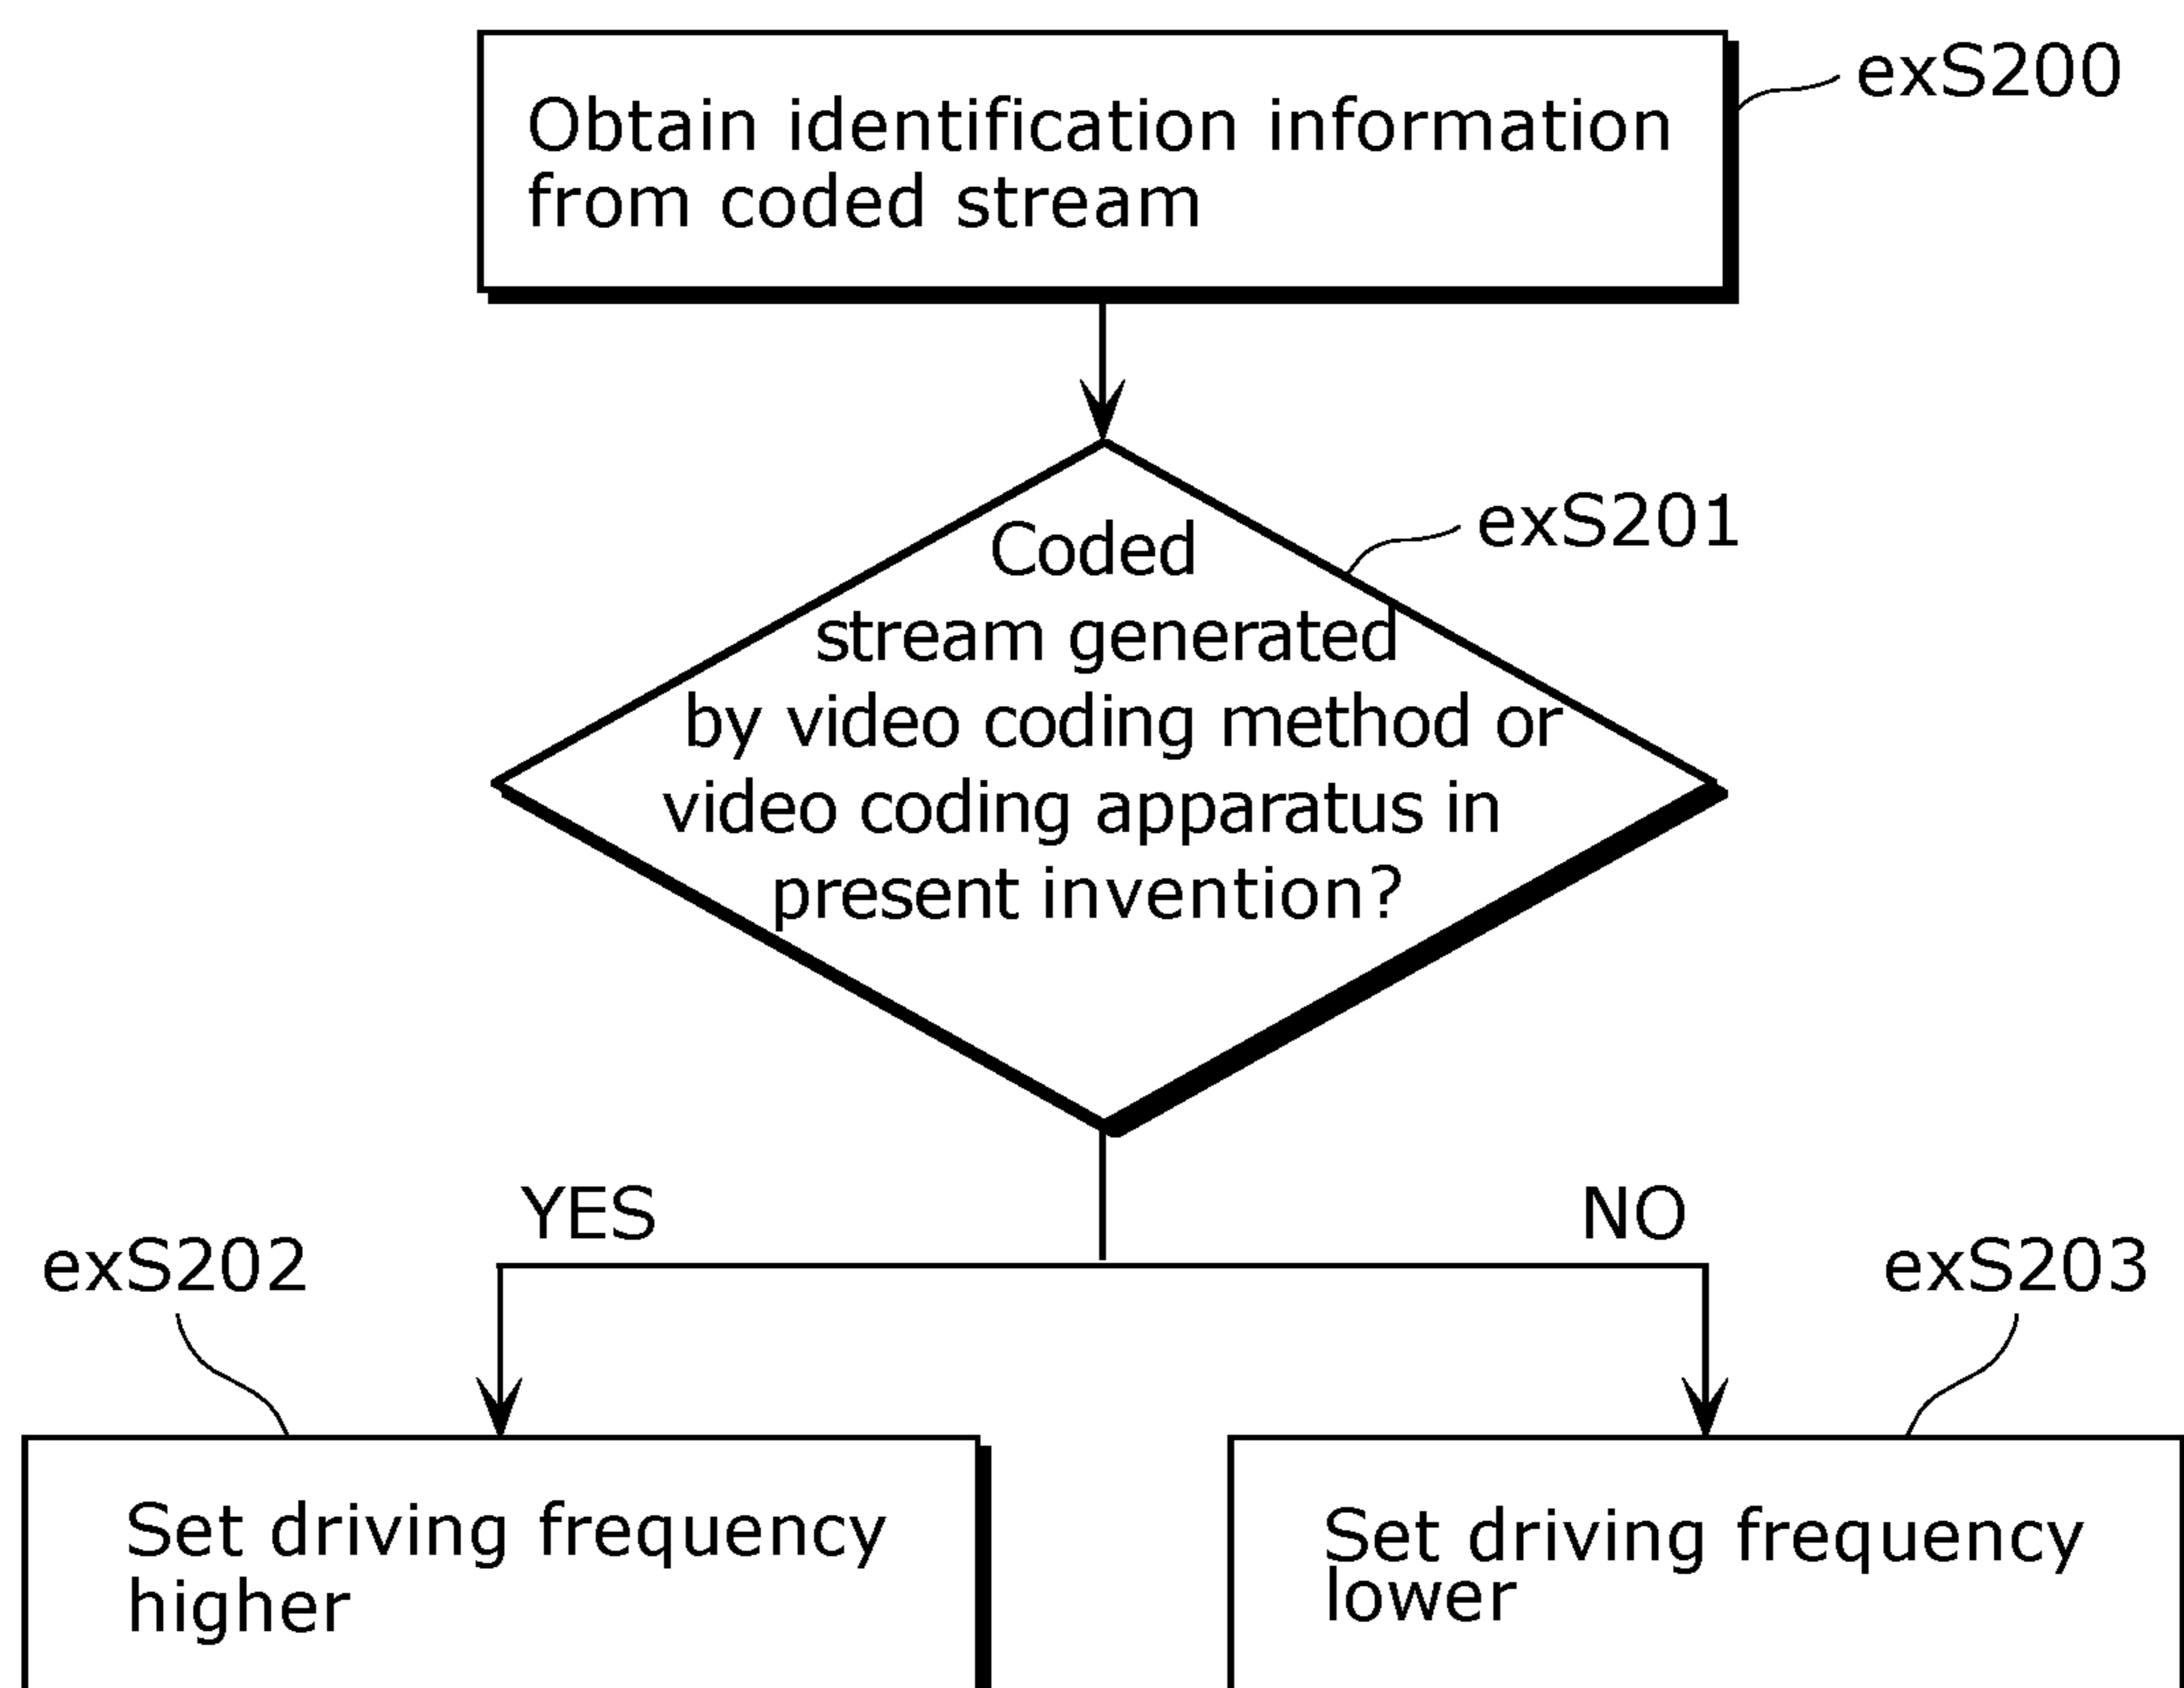 exS200
Obtain identification information
from coded stream
exS201
Coded
stream generated
by video coding method or
video coding apparatus in
present invention?
YES
NO
exS202
exS203
Set driving frequency
higher
Set driving frequency
lower